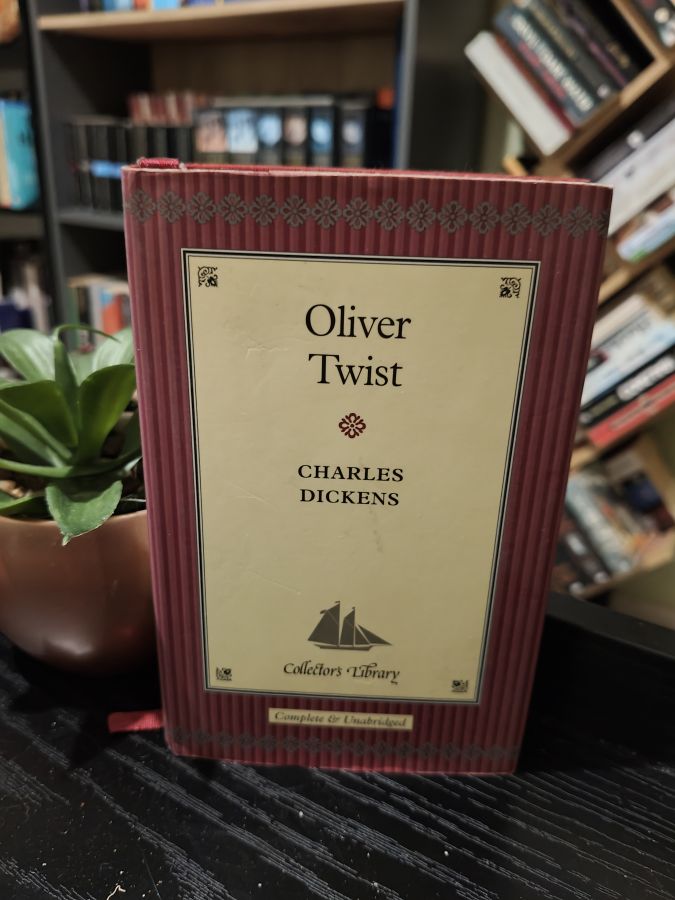 Oliver
Twist
CHARLES
DICKENS
Collector's Library
Complete & Unabridged